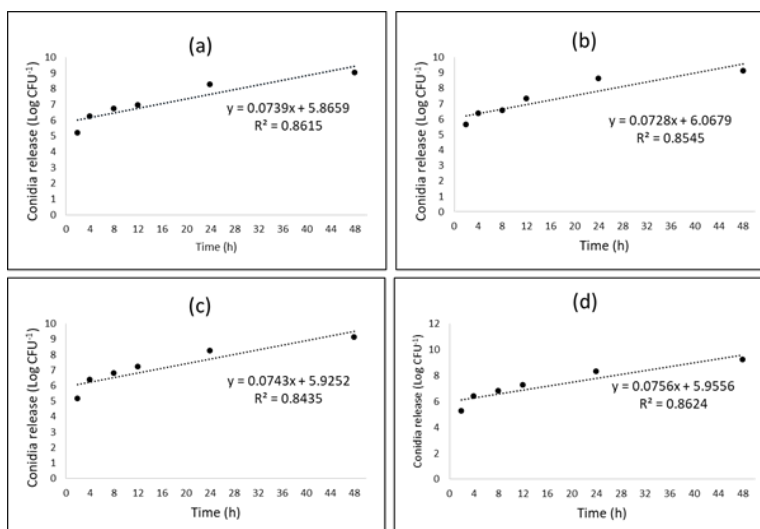 (a)
Conidia release (Log CFU⁻¹)
10
9
8
7
6
5
4
3
2
1
0
y = 0.0739x + 5.8659
R² = 0.8615
0 4 8 12 16 20 24 28 32 36 40 44 48
Time (h)
(b)
Conidia release (Log CFU⁻¹)
10
9
8
7
6
5
4
3
2
1
0
y = 0.0728x + 6.0679
R² = 0.8545
0 4 8 12 16 20 24 28 32 36 40 44 48
Time (h)
(c)
Conidia release (Log CFU⁻¹)
10
9
8
7
6
5
4
3
2
1
0
y = 0.0743x + 5.9252
R² = 0.8435
0 4 8 12 16 20 24 28 32 36 40 44 48
Time (h)
(d)
Conidia release (Log CFU⁻¹)
12
10
8
6
4
2
0
y = 0.0756x + 5.9556
R² = 0.8624
0 4 8 12 16 20 24 28 32 36 40 44 48
Time (h)